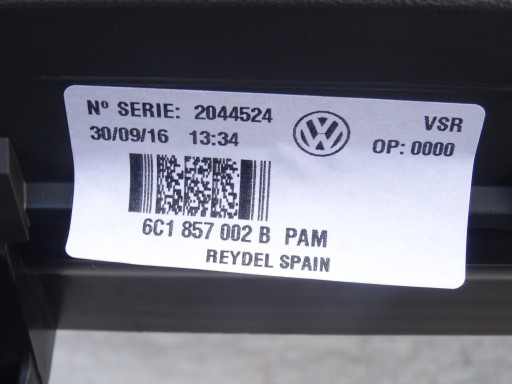 Nº SERIE: 2044524
VSR
30/09/16 13:34
OP: 0000
6C1 857 002 B PAM
REYDEL SPAIN